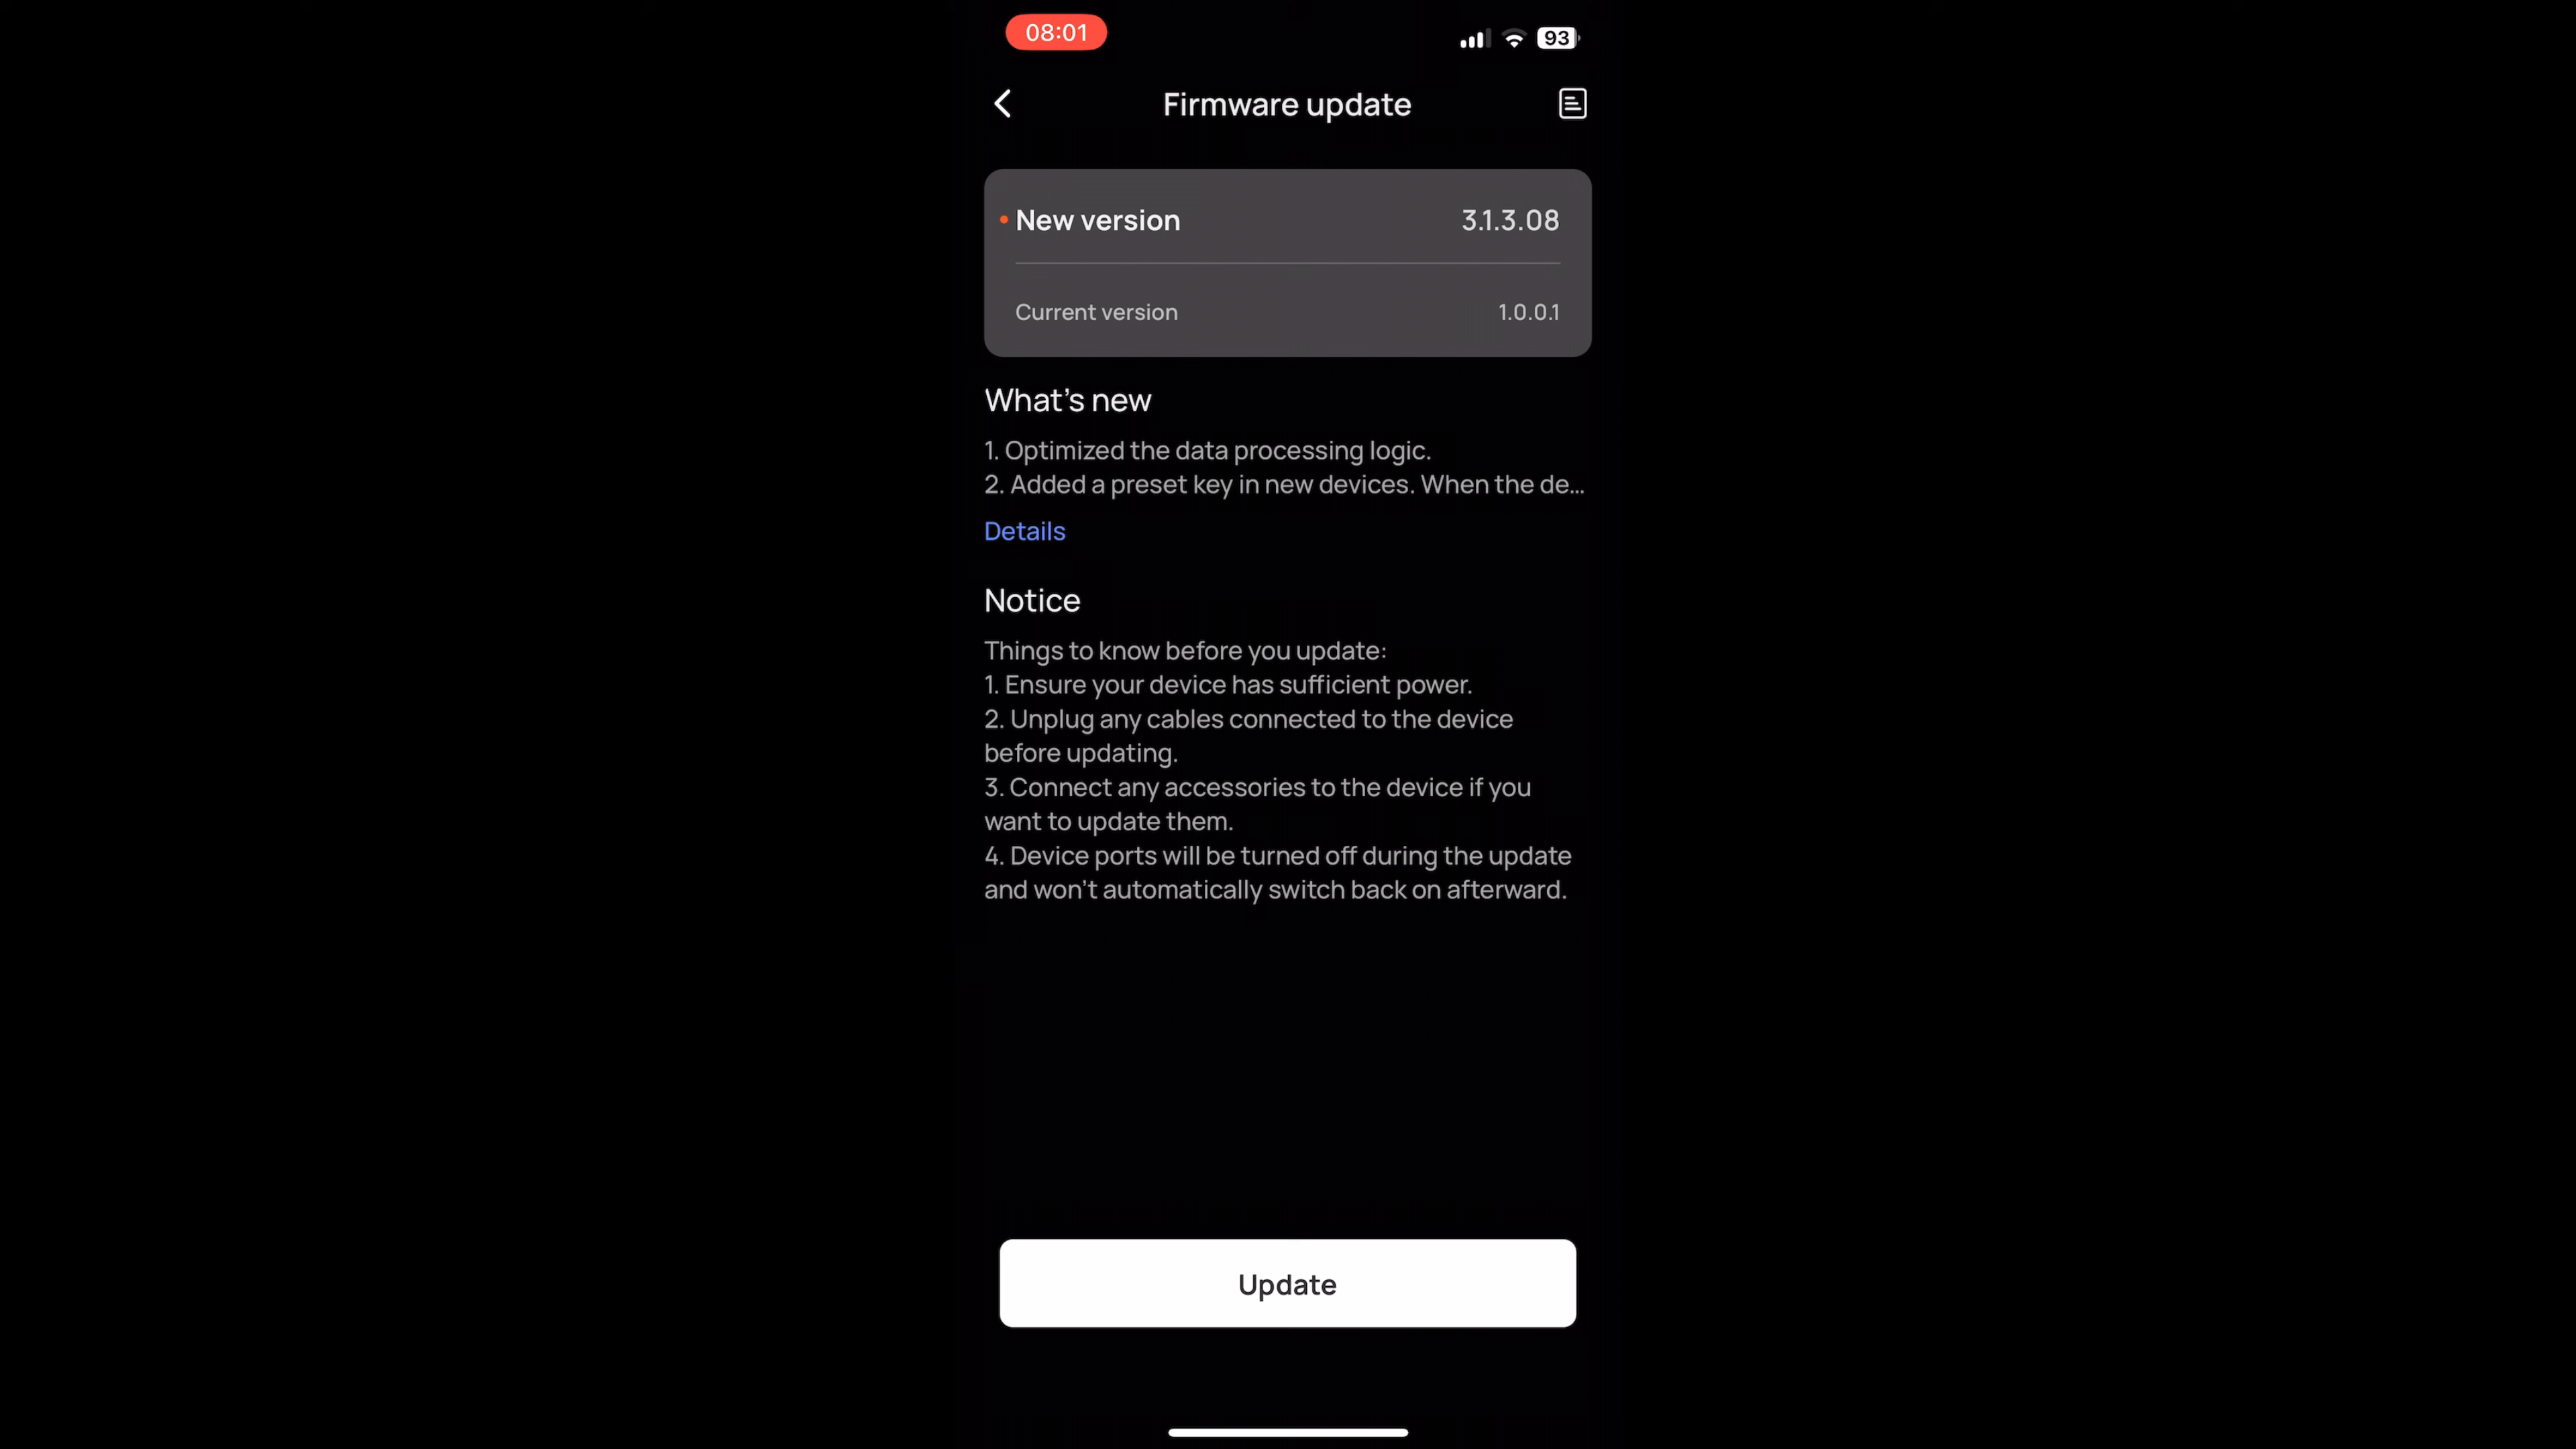 08:01
93
Firmware update
New version 3.1.3.08
Current version 1.0.0.1
What's new
1. Optimized the data processing logic.
2. Added a preset key in new devices. When the de...
Details
Notice
Things to know before you update:
1. Ensure your device has sufficient power.
2. Unplug any cables connected to the device
before updating.
3. Connect any accessories to the device if you
want to update them.
4. Device ports will be turned off during the update
and won't automatically switch back on afterward.
Update